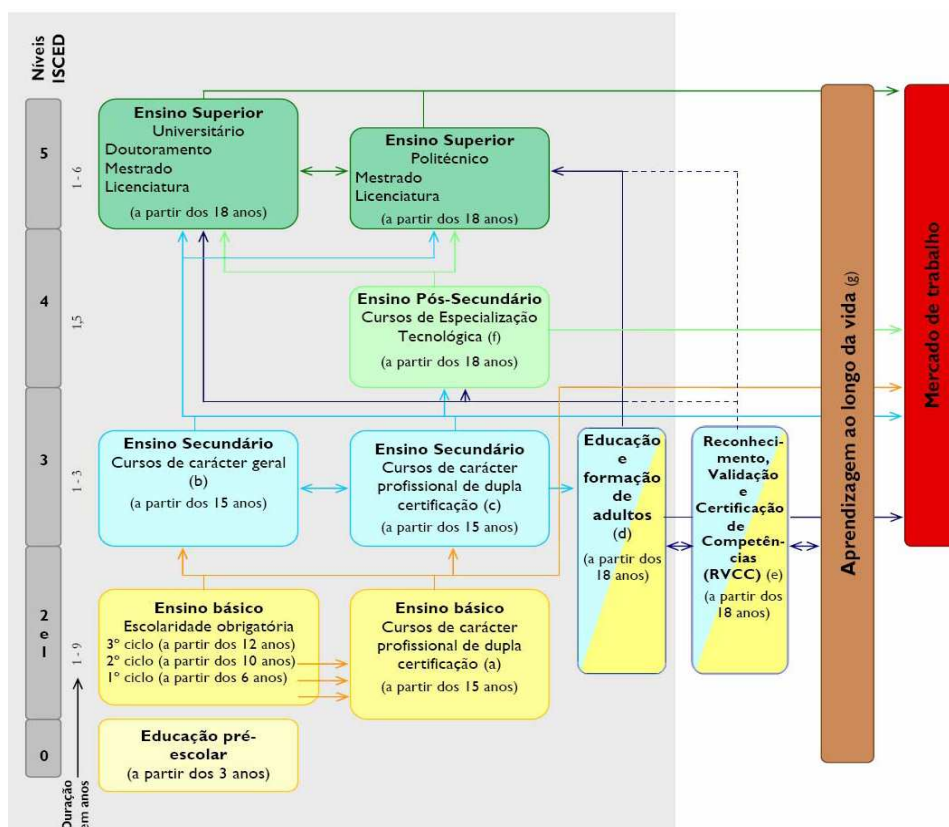 Níveis
ISCED
5
4
3
2
e
1
0
1 - 6
1,5
1 - 3
1 - 9
Duração
em anos
Ensino Superior
Universitário
Doutoramento
Mestrado
Licenciatura
(a partir dos 18 anos)
Ensino Superior
Politécnico
Mestrado
Licenciatura
(a partir dos 18 anos)
Ensino Pós-Secundário
Cursos de Especialização
Tecnológica (f)
(a partir dos 18 anos)
Ensino Secundário
Cursos de carácter geral
(b)
(a partir dos 15 anos)
Ensino Secundário
Cursos de carácter
profissional de dupla
certificação (c)
(a partir dos 15 anos)
Educação
e
formação
de
adultos
(d)
(a partir dos
18 anos)
Reconheci-
mento,
Validação
e
Certificação
de
Competên-
cias
(RVCC) (e)
(a partir dos
18 anos)
Ensino básico
Escolaridade obrigatória
3º ciclo (a partir dos 12 anos)
2º ciclo (a partir dos 10 anos)
1º ciclo (a partir dos 6 anos)
Ensino básico
Cursos de carácter
profissional de dupla
certificação (a)
(a partir dos 15 anos)
Educação pré-
escolar
(a partir dos 3 anos)
Aprendizagem ao longo da vida (g)
Mercado de trabalho